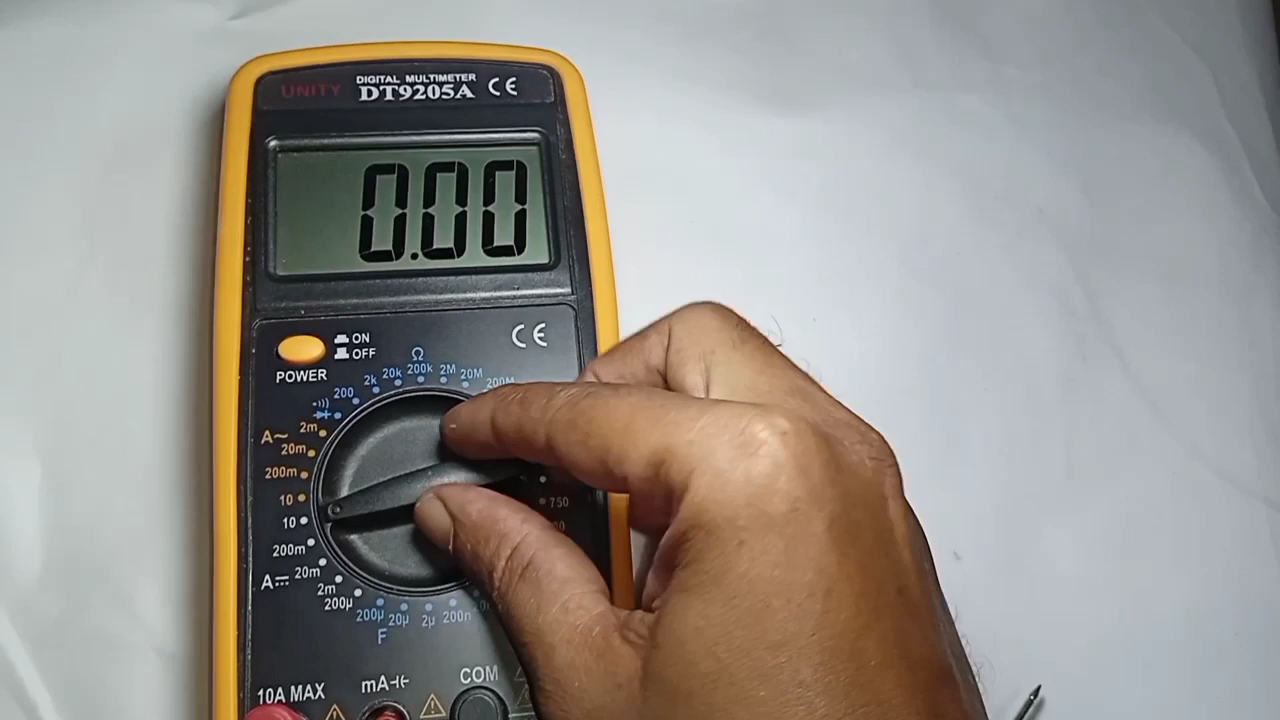 DIGITAL MULTIMETER
UNITY DT9205A CE
0.00
CE
ON
OFF
POWER
Ω
2k 20k 200k 2M 20M
200 200M
A~ 2m
20m
200m
10
10 750
200m
A⎓ 20m
2m
200µ 200µ 20µ 2µ 200n
F
10A MAX mA COM